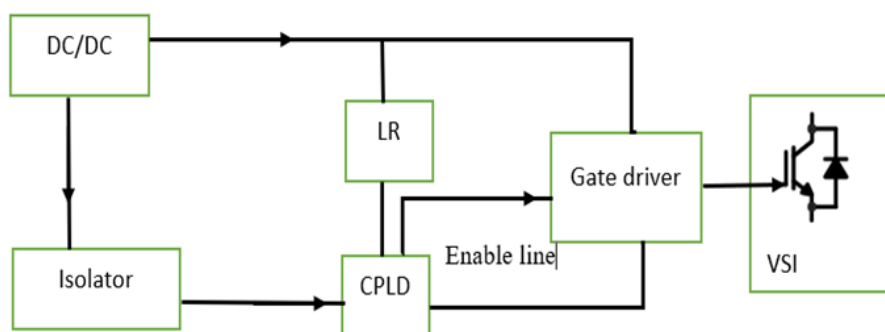 DC/DC
LR
Gate driver
Enable line
Isolator
CPLD
VSI